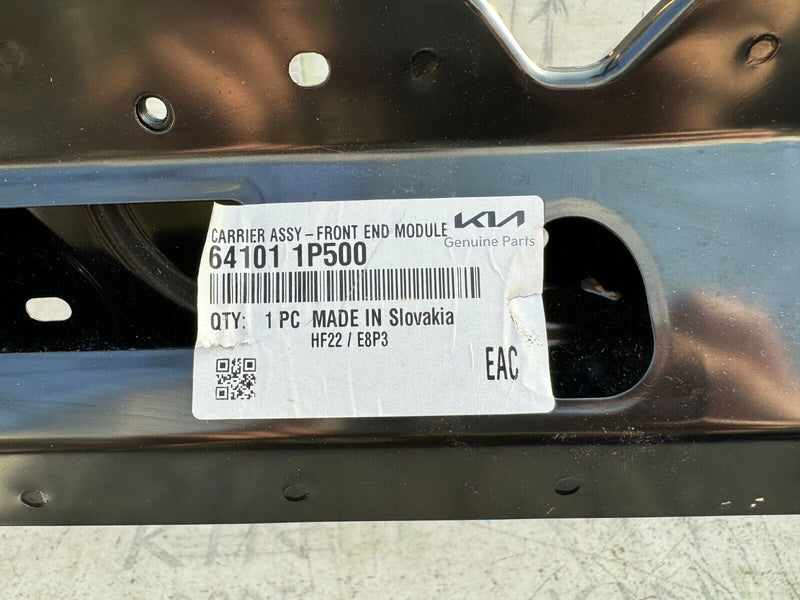 CARRIER ASSY-FRONT END MODULE
KIA
Genuine Parts
64101 1P500
QTY: 1 PC MADE IN Slovakia
HF22 / E8P3
EAC